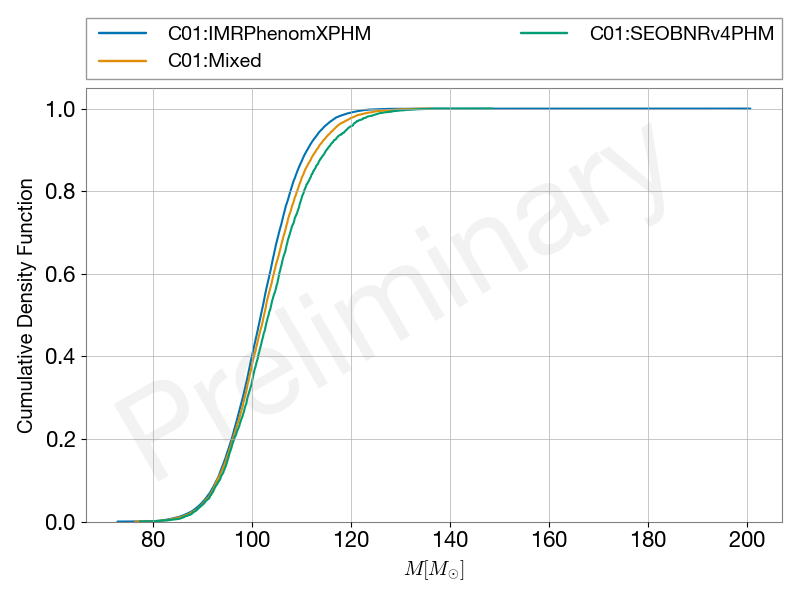 C01:IMRPhenomXPHM
C01:Mixed
C01:SEOBNRv4PHM
1.0
0.8
0.6
0.4
0.2
0.0
Cumulative Density Function
Preliminary
80 100 120 140 160 180 200
M[M⊙]